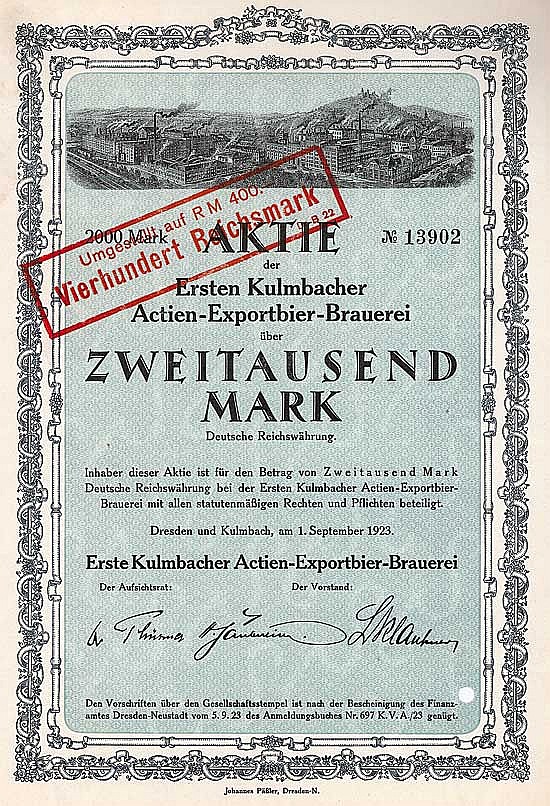 Umgestellt auf RM 400.
Vierhundert Reichsmark
B 22
2000 Mark AKTIE № 13902
der
Ersten Kulmbacher
Actien-Exportbier-Brauerei
über
ZWEITAUSEND
MARK
Deutsche Reichswährung.
Inhaber dieser Aktie ist für den Betrag von Zweitausend Mark
Deutsche Reichswährung bei der Ersten Kulmbacher Actien-Exportbier-
Brauerei mit allen statutenmäßigen Rechten und Pflichten beteiligt.
Dresden und Kulmbach, am 1. September 1923.
Erste Kulmbacher Actien-Exportbier-Brauerei
Der Aufsichtsrat: Der Vorstand:
Den Vorschriften über den Gesellschaftsstempel ist nach der Bescheinigung des Finanz-
amtes Dresden-Neustadt vom 5.9.23 des Anmeldungsbuches Nr. 697 K.V.A./23 genügt.
Johannes Päßler, Dresden-N.